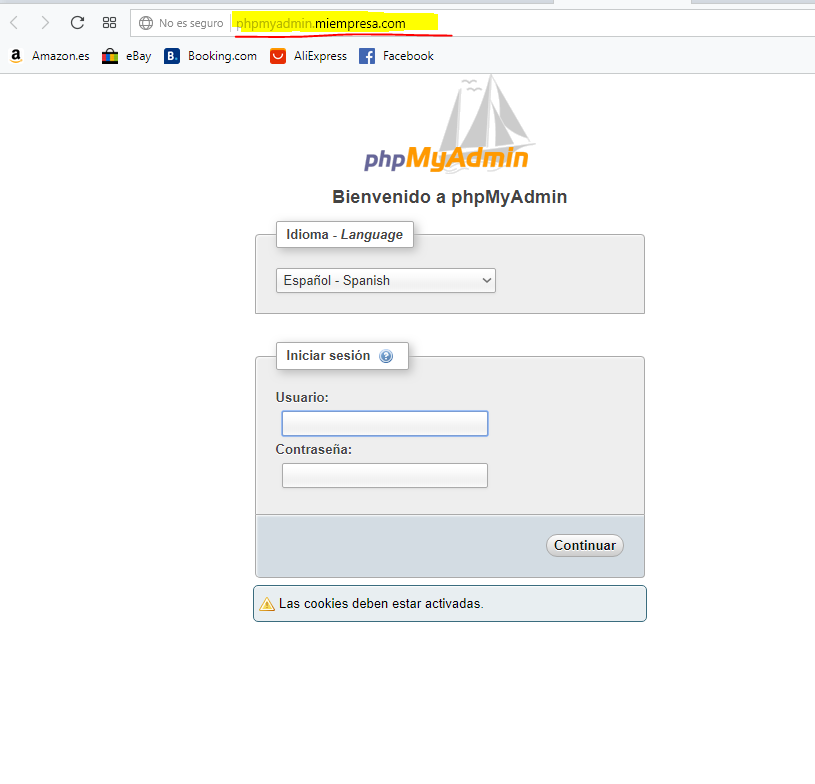 No es seguro phpmyadmin.miempresa.com
a Amazon.es eBay B. Booking.com AliExpress f Facebook
phpMyAdmin
Bienvenido a phpMyAdmin
Idioma - Language
Español - Spanish
Iniciar sesión ?
Usuario:
Contraseña:
Continuar
Las cookies deben estar activadas.